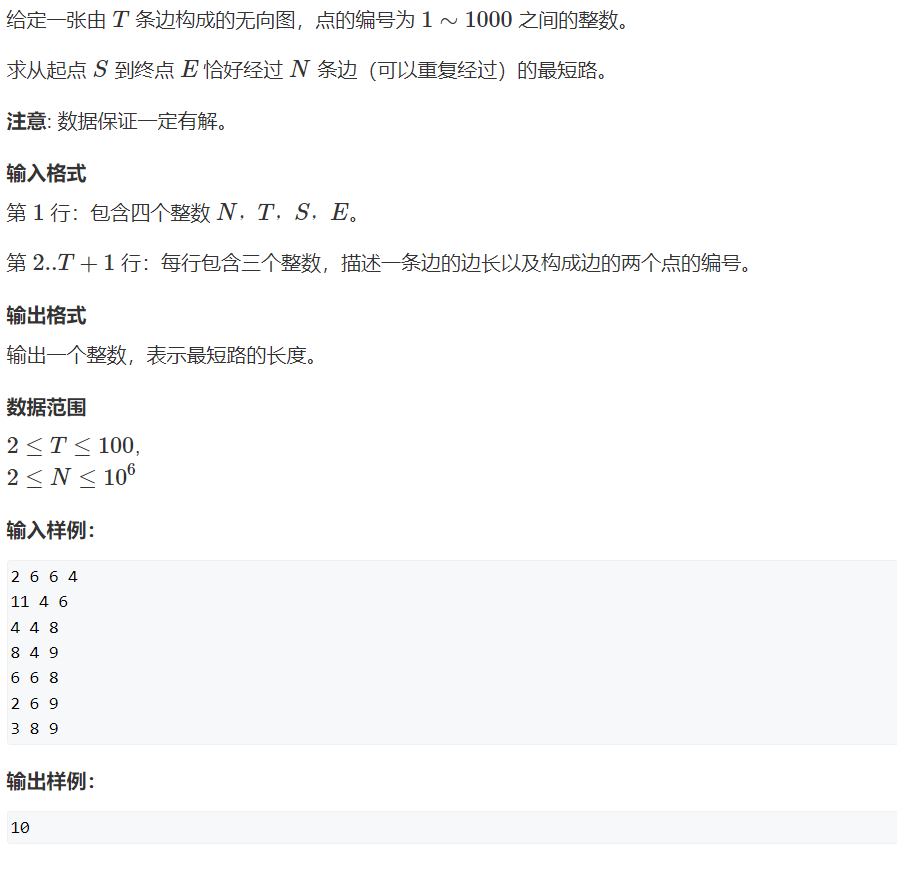 给定一张由 T 条边构成的无向图，点的编号为 1 ∼ 1000 之间的整数。
求从起点 S 到终点 E 恰好经过 N 条边（可以重复经过）的最短路。
注意: 数据保证一定有解。
输入格式
第 1 行：包含四个整数 N，T，S，E。
第 2..T + 1 行：每行包含三个整数，描述一条边的边长以及构成边的两个点的编号。
输出格式
输出一个整数，表示最短路的长度。
数据范围
2 ≤ T ≤ 100,
2 ≤ N ≤ 10⁶
输入样例：
2 6 6 4
11 4 6
4 4 8
8 4 9
6 6 8
2 6 9
3 8 9
输出样例：
10